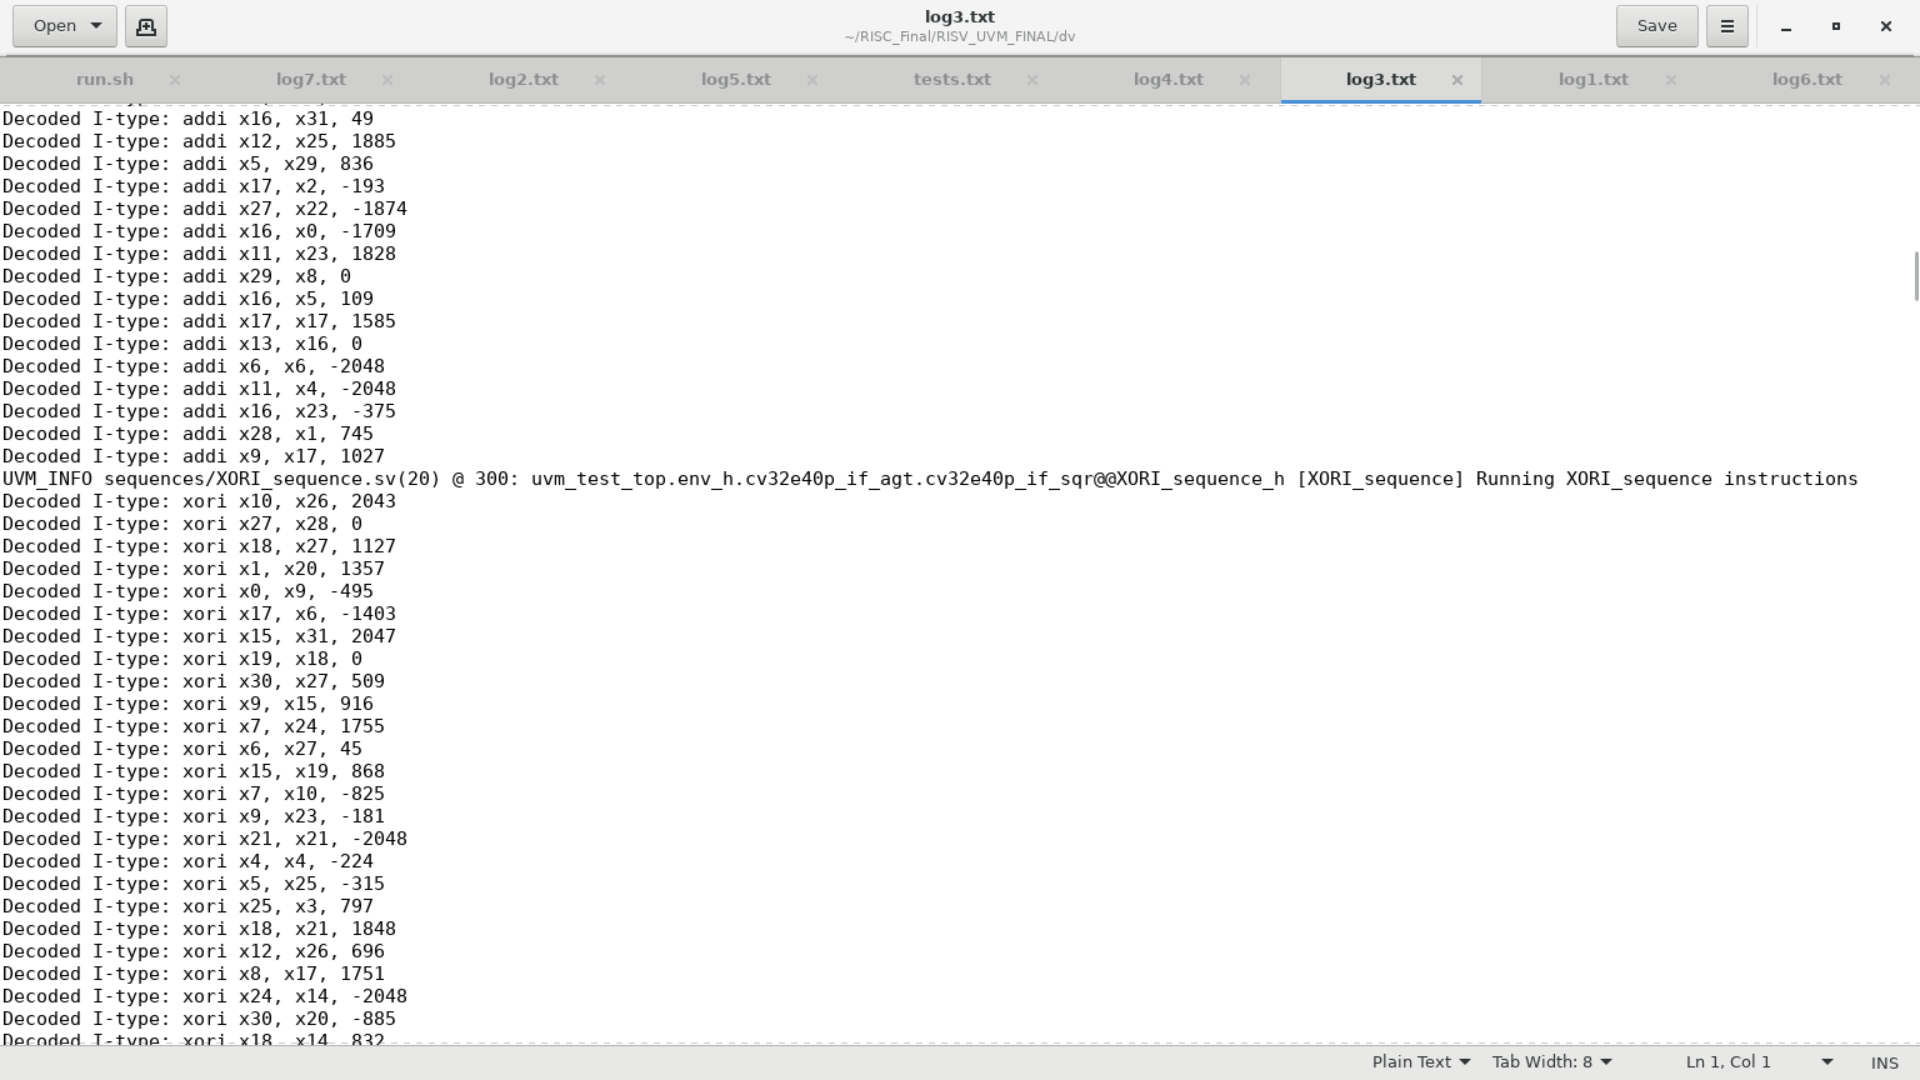 Open
log3.txt
~/RISC_Final/RISV_UVM_FINAL/dv
Save
run.sh log7.txt log2.txt log5.txt tests.txt log4.txt log3.txt log1.txt log6.txt
Decoded I-type: addi x16, x31, 49
Decoded I-type: addi x12, x25, 1885
Decoded I-type: addi x5, x29, 836
Decoded I-type: addi x17, x2, -193
Decoded I-type: addi x27, x22, -1874
Decoded I-type: addi x16, x0, -1709
Decoded I-type: addi x11, x23, 1828
Decoded I-type: addi x29, x8, 0
Decoded I-type: addi x16, x5, 109
Decoded I-type: addi x17, x17, 1585
Decoded I-type: addi x13, x16, 0
Decoded I-type: addi x6, x6, -2048
Decoded I-type: addi x11, x4, -2048
Decoded I-type: addi x16, x23, -375
Decoded I-type: addi x28, x1, 745
Decoded I-type: addi x9, x17, 1027
UVM_INFO sequences/XORI_sequence.sv(20) @ 300: uvm_test_top.env_h.cv32e40p_if_agt.cv32e40p_if_sqr@@XORI_sequence_h [XORI_sequence] Running XORI_sequence instructions
Decoded I-type: xori x10, x26, 2043
Decoded I-type: xori x27, x28, 0
Decoded I-type: xori x18, x27, 1127
Decoded I-type: xori x1, x20, 1357
Decoded I-type: xori x0, x9, -495
Decoded I-type: xori x17, x6, -1403
Decoded I-type: xori x15, x31, 2047
Decoded I-type: xori x19, x18, 0
Decoded I-type: xori x30, x27, 509
Decoded I-type: xori x9, x15, 916
Decoded I-type: xori x7, x24, 1755
Decoded I-type: xori x6, x27, 45
Decoded I-type: xori x15, x19, 868
Decoded I-type: xori x7, x10, -825
Decoded I-type: xori x9, x23, -181
Decoded I-type: xori x21, x21, -2048
Decoded I-type: xori x4, x4, -224
Decoded I-type: xori x5, x25, -315
Decoded I-type: xori x25, x3, 797
Decoded I-type: xori x18, x21, 1848
Decoded I-type: xori x12, x26, 696
Decoded I-type: xori x8, x17, 1751
Decoded I-type: xori x24, x14, -2048
Decoded I-type: xori x30, x20, -885
Decoded I-type: xori x18, x14, 832
Plain Text Tab Width: 8 Ln 1, Col 1 INS